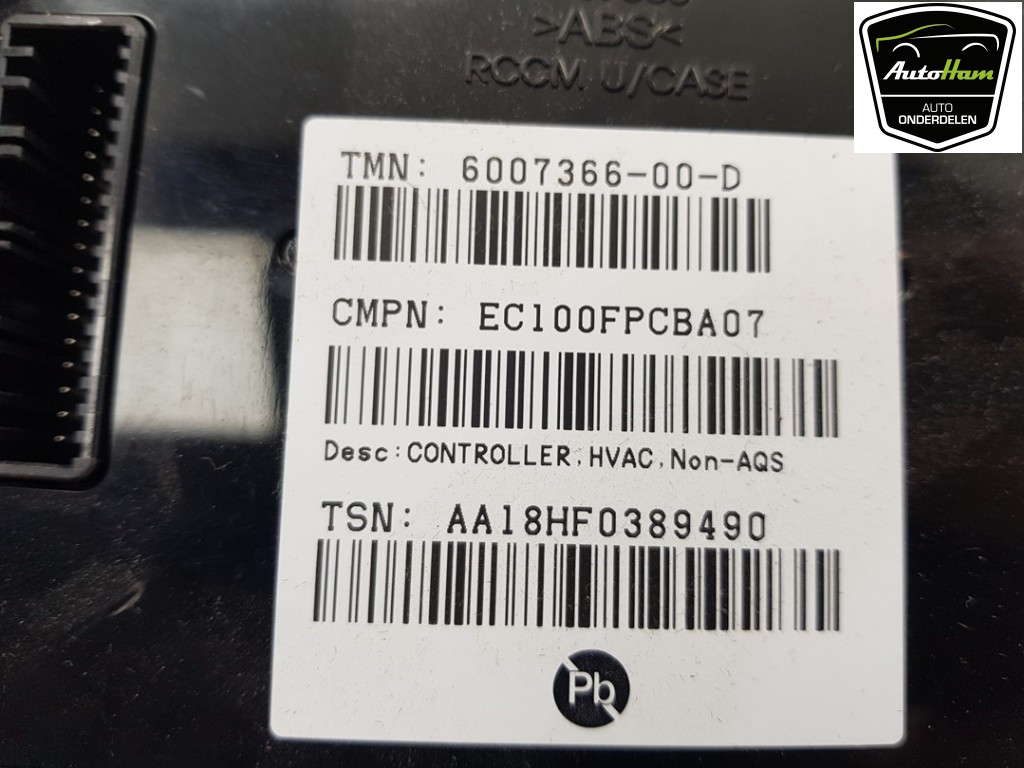 >ABS<
RCCM U/CASE
AutoHam
AUTO
ONDERDELEN
TMN: 6007366-00-D
CMPN: EC100FPCBA07
Desc:CONTROLLER,HVAC,Non-AQS
TSN: AA18HF0389490
Pb